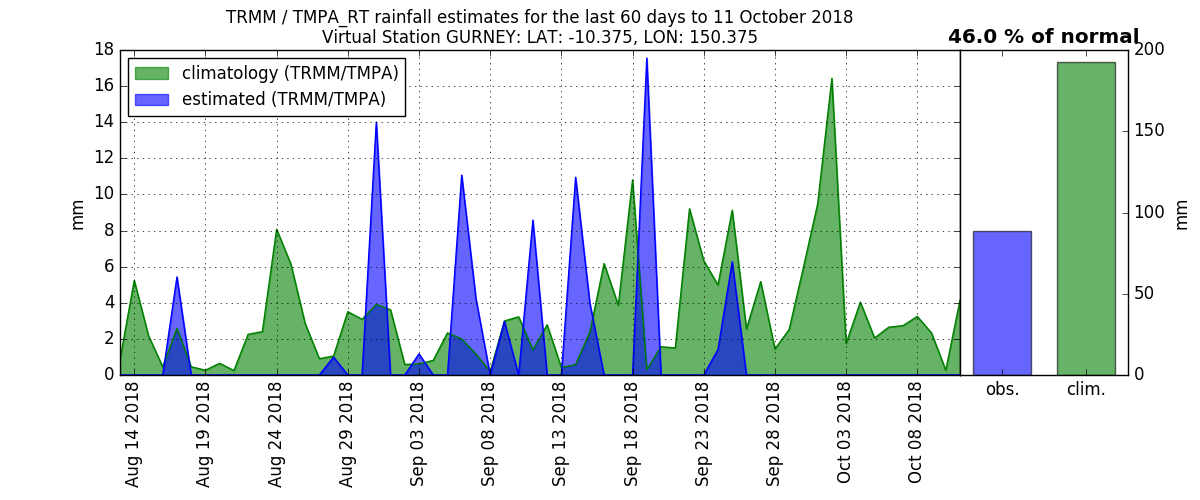 TRMM / TMPA_RT rainfall estimates for the last 60 days to 11 October 2018
Virtual Station GURNEY: LAT: -10.375, LON: 150.375
46.0 % of normal
climatology (TRMM/TMPA)
estimated (TRMM/TMPA)
mm
18
16
14
12
10
8
6
4
2
0
Aug 14 2018
Aug 19 2018
Aug 24 2018
Aug 29 2018
Sep 03 2018
Sep 08 2018
Sep 13 2018
Sep 18 2018
Sep 23 2018
Sep 28 2018
Oct 03 2018
Oct 08 2018
200
150
100
50
0
mm
obs.
clim.